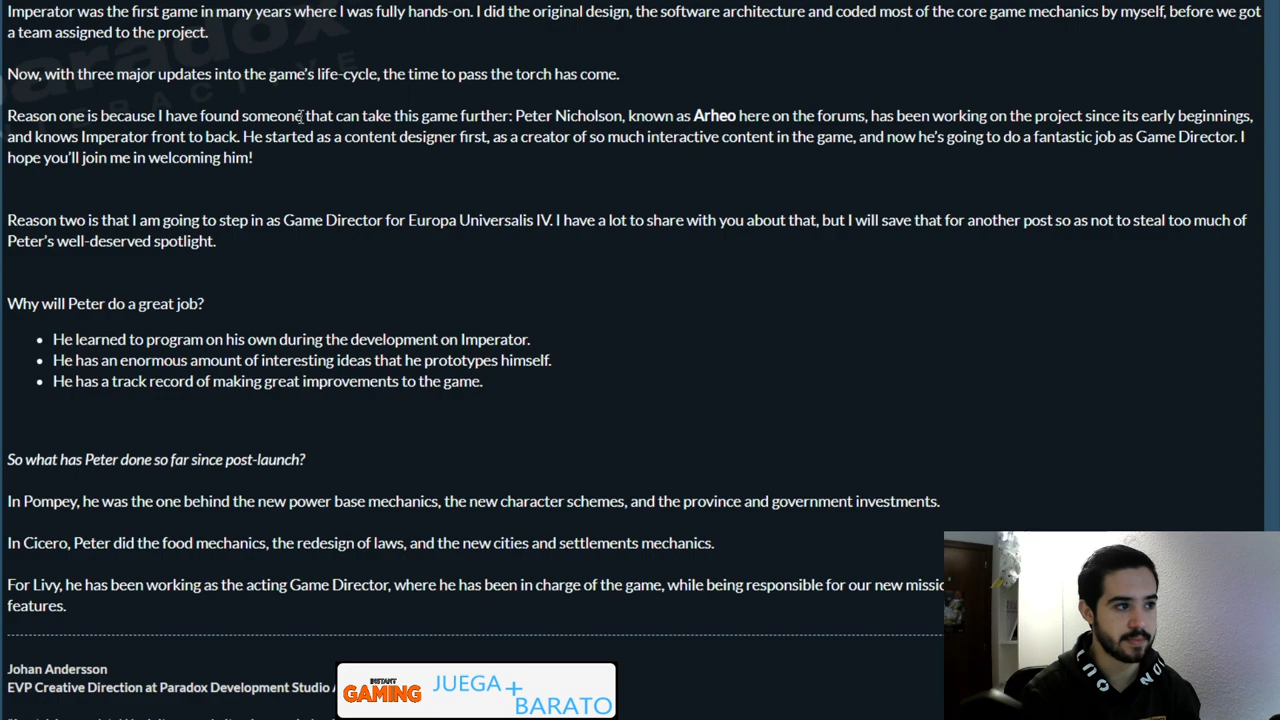 Imperator was the first game in many years where I was fully hands-on. I did the original design, the software architecture and coded most of the core game mechanics by myself, before we got
a team assigned to the project.
Now, with three major updates into the game's life-cycle, the time to pass the torch has come.
Reason one is because I have found someone that can take this game further: Peter Nicholson, known as Arheo here on the forums, has been working on the project since its early beginnings,
and knows Imperator front to back. He started as a content designer first, as a creator of so much interactive content in the game, and now he's going to do a fantastic job as Game Director. I
hope you'll join me in welcoming him!
Reason two is that I am going to step in as Game Director for Europa Universalis IV. I have a lot to share with you about that, but I will save that for another post so as not to steal too much of
Peter's well-deserved spotlight.
Why will Peter do a great job?
• He learned to program on his own during the development on Imperator.
• He has an enormous amount of interesting ideas that he prototypes himself.
• He has a track record of making great improvements to the game.
So what has Peter done so far since post-launch?
In Pompey, he was the one behind the new power base mechanics, the new character schemes, and the province and government investments.
In Cicero, Peter did the food mechanics, the redesign of laws, and the new cities and settlements mechanics.
For Livy, he has been working as the acting Game Director, where he has been in charge of the game, while being responsible for our new missio
features.
Johan Andersson
EVP Creative Direction at Paradox Development Studio
INSTANT GAMING JUEGA+
BARATO